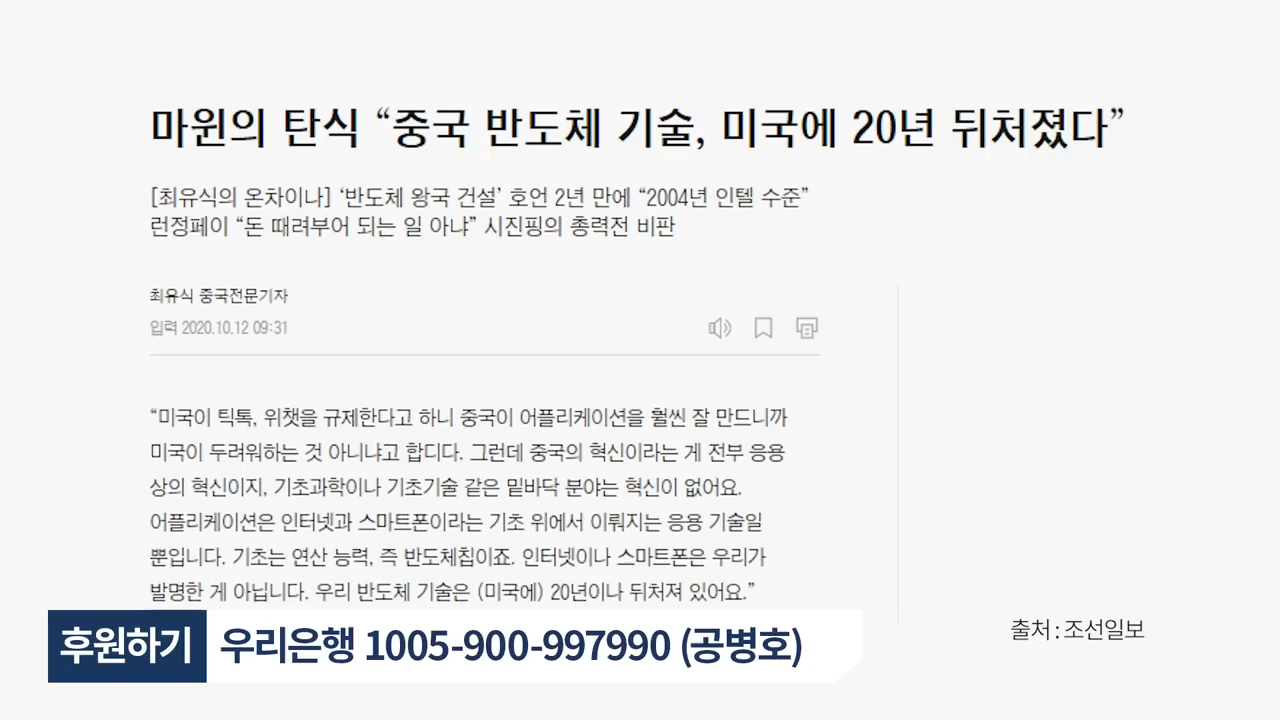 마윈의 탄식 “중국 반도체 기술, 미국에 20년 뒤처졌다”
[최유식의 온차이나] ‘반도체 왕국 건설’ 호언 2년 만에 “2004년 인텔 수준”
런정페이 “돈 때려부어 되는 일 아냐” 시진핑의 총력전 비판
최유식 중국전문기자
입력 2020.10.12 09:31
“미국이 틱톡, 위챗을 규제한다고 하니 중국이 어플리케이션을 훨씬 잘 만드니까
미국이 두려워하는 것 아니냐고 합디다. 그런데 중국의 혁신이라는 게 전부 응용
상의 혁신이지, 기초과학이나 기초기술 같은 밑바닥 분야는 혁신이 없어요.
어플리케이션은 인터넷과 스마트폰이라는 기초 위에서 이뤄지는 응용 기술일
뿐입니다. 기초는 연산 능력, 즉 반도체칩이죠. 인터넷이나 스마트폰은 우리가
발명한 게 아닙니다. 우리 반도체 기술은 (미국에) 20년이나 뒤처져 있어요.”
출처 : 조선일보
후원하기 우리은행 1005-900-997990 (공병호)